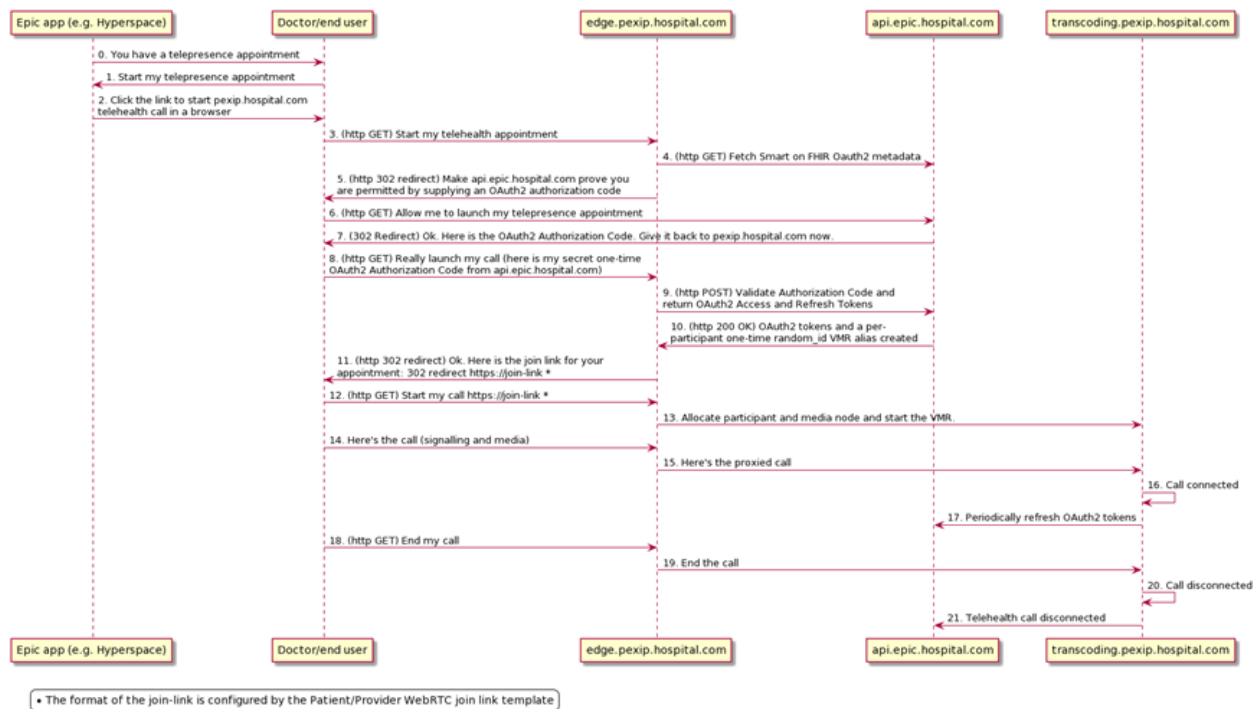 Epic app (e.g. Hyperspace)
Doctor/end user
edge.pexip.hospital.com
api.epic.hospital.com
transcoding.pexip.hospital.com
0. You have a telepresence appointment
1. Start my telepresence appointment
2. Click the link to start pexip.hospital.com
telehealth call in a browser
3. (http GET) Start my telehealth appointment
4. (http GET) Fetch Smart on FHIR Oauth2 metadata
5. (http 302 redirect) Make api.epic.hospital.com prove you
are permitted by supplying an OAuth2 authorization code
6. (http GET) Allow me to launch my telepresence appointment
7. (302 Redirect) Ok. Here is the OAuth2 Authorization Code. Give it back to pexip.hospital.com now.
8. (http GET) Really launch my call (here is my secret one-time
OAuth2 Authorization Code from api.epic.hospital.com)
9. (http POST) Validate Authorization Code and
return OAuth2 Access and Refresh Tokens
10. (http 200 OK) OAuth2 tokens and a per-
participant one-time random_id VMR alias created
11. (http 302 redirect) Ok. Here is the join link for your
appointment: 302 redirect https://join-link *
12. (http GET) Start my call https://join-link *
13. Allocate participant and media node and start the VMR.
14. Here's the call (signalling and media)
15. Here's the proxied call
16. Call connected
17. Periodically refresh OAuth2 tokens
18. (http GET) End my call
19. End the call
20. Call disconnected
21. Telehealth call disconnected
Epic app (e.g. Hyperspace)
Doctor/end user
edge.pexip.hospital.com
api.epic.hospital.com
transcoding.pexip.hospital.com
• The format of the join-link is configured by the Patient/Provider WebRTC join link template